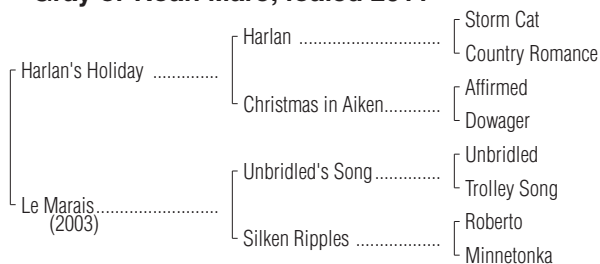 Gray or Roan Mare; foaled 2011
Storm Cat
Harlan
Country Romance
Harlan's Holiday
Affirmed
Christmas in Aiken
Dowager
Unbridled
Unbridled's Song
Trolley Song
Le Marais
(2003)
Roberto
Silken Ripples
Minnetonka